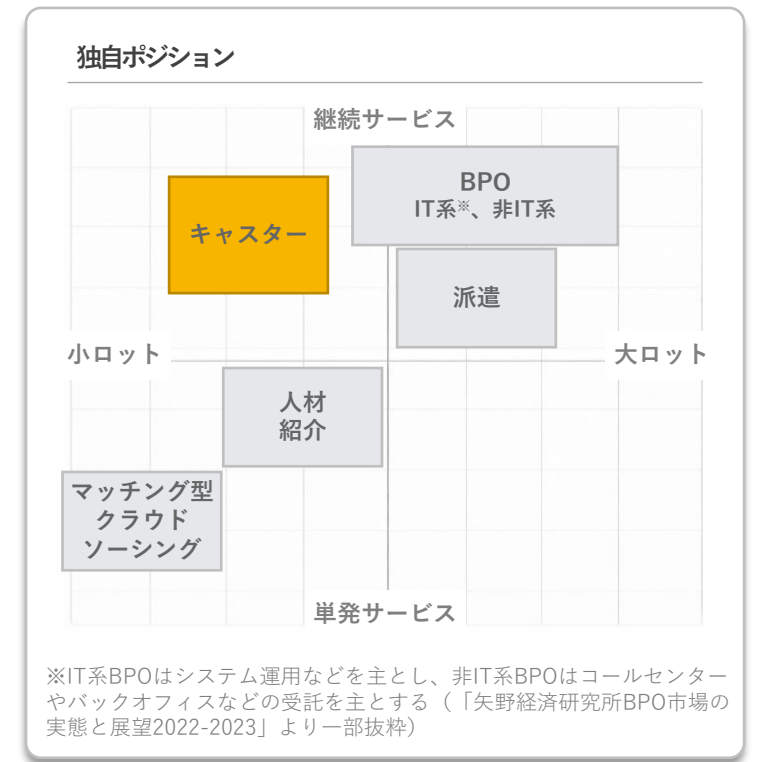 独自ポジション
継続サービス
BPO
IT系※、非IT系
キャスター
派遣
小ロット
大ロット
人材
紹介
マッチング型
クラウド
ソーシング
単発サービス
※IT系BPOはシステム運用などを主とし、非IT系BPOはコールセンター
やバックオフィスなどの受託を主とする（「矢野経済研究所BPO市場の
実態と展望2022-2023」より一部抜粋）